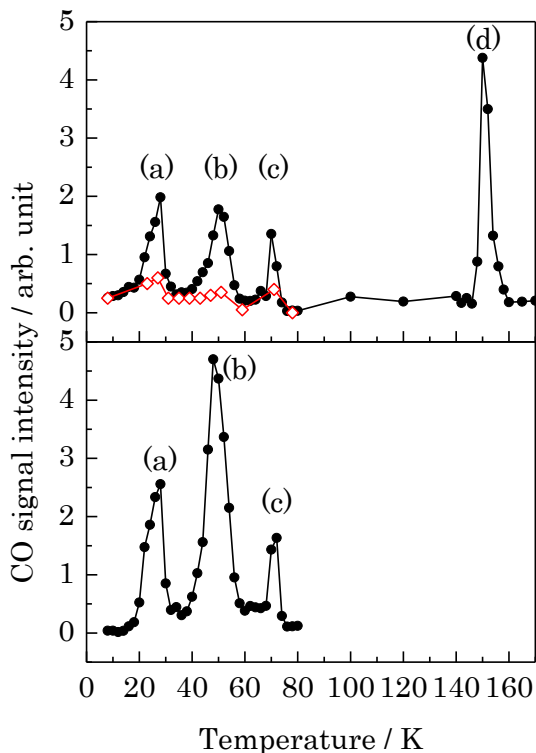 5
(d)
4
3
(a) (b) (c)
2
1
0
5
(b)
4
3
(a)
(c)
2
1
0
0 20 40 60 80 100 120 140 160
CO signal intensity / arb. unit
Temperature / K